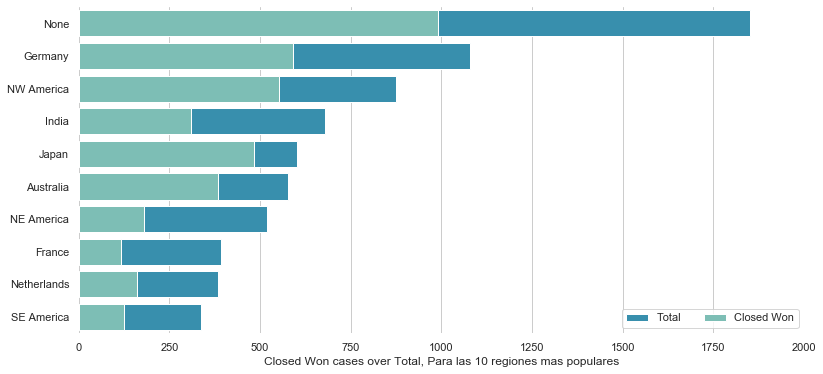 None
Germany
NW America
India
Japan
Australia
NE America
France
Netherlands
SE America
Total Closed Won
0 250 500 750 1000 1250 1500 1750 2000
Closed Won cases over Total, Para las 10 regiones mas populares